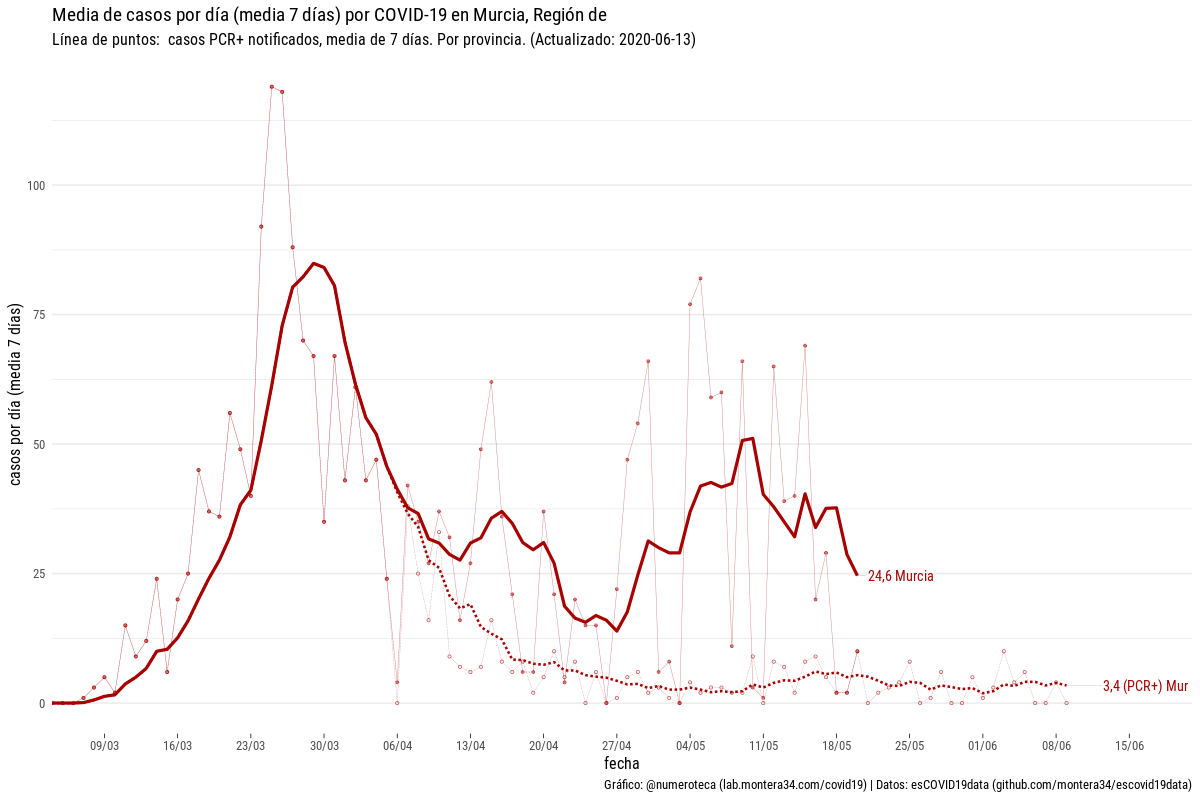 Media de casos por día (media 7 días) por COVID-19 en Murcia, Región de
Línea de puntos:  casos PCR+ notificados, media de 7 días. Por provincia. (Actualizado: 2020-06-13)
casos por día (media 7 días)
100
75
50
25
0
24,6 Murcia
3,4 (PCR+) Mur
09/03 16/03 23/03 30/03 06/04 13/04 20/04 27/04 04/05 11/05 18/05 25/05 01/06 08/06 15/06
fecha
Gráfico: @numeroteca (lab.montera34.com/covid19) | Datos: esCOVID19data (github.com/montera34/escovid19data)